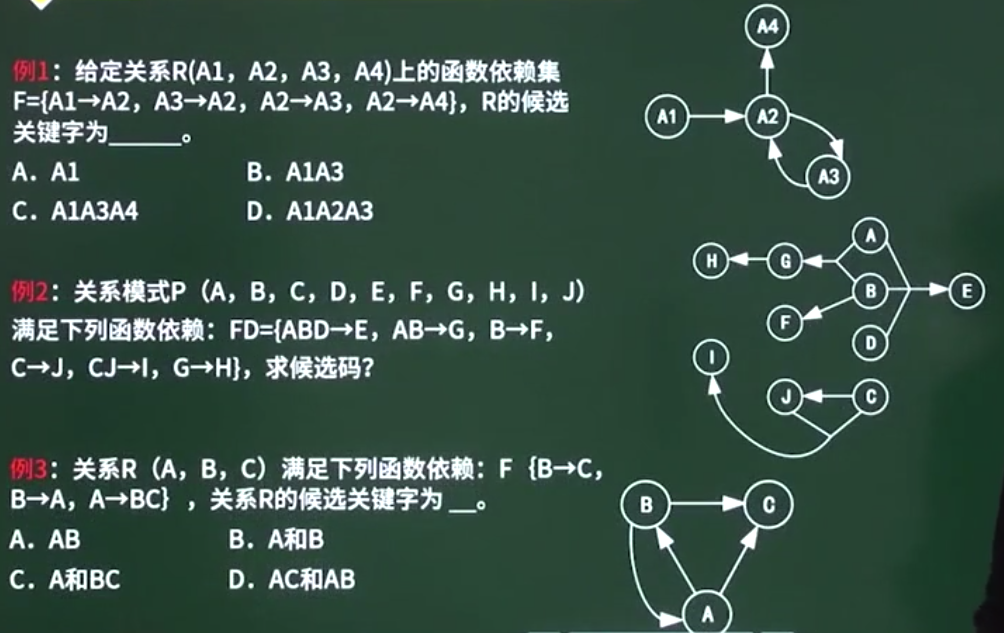 例1：给定关系R(A1，A2，A3，A4)上的函数依赖集
F={A1→A2，A3→A2，A2→A3，A2→A4}，R的候选
关键字为_____。
A．A1 B．A1A3
C．A1A3A4 D．A1A2A3
A4
A1 A2
A3
例2：关系模式P（A，B，C，D，E，F，G，H，I，J）
满足下列函数依赖：FD={ABD→E，AB→G，B→F，
C→J，CJ→I，G→H}，求候选码？
A
H G
B E
F
D
I
J C
例3：关系R（A，B，C）满足下列函数依赖：F｛B→C，
B→A，A→BC｝，关系R的候选关键字为__。
A．AB B．A和B
C．A和BC D．AC和AB
B C
A